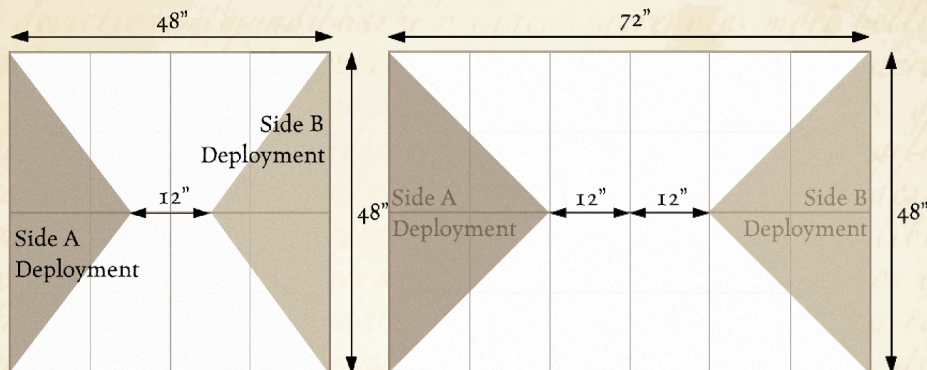 48”
72”
Side B
Deployment
12”
48”
Side A
Deployment
Side A
Deployment
12”
12”
Side B
Deployment
48”